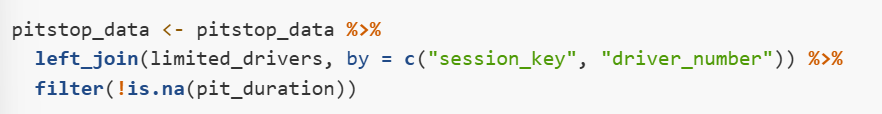 pitstop_data <- pitstop_data %>%
  left_join(limited_drivers, by = c("session_key", "driver_number")) %>%
  filter(!is.na(pit_duration))